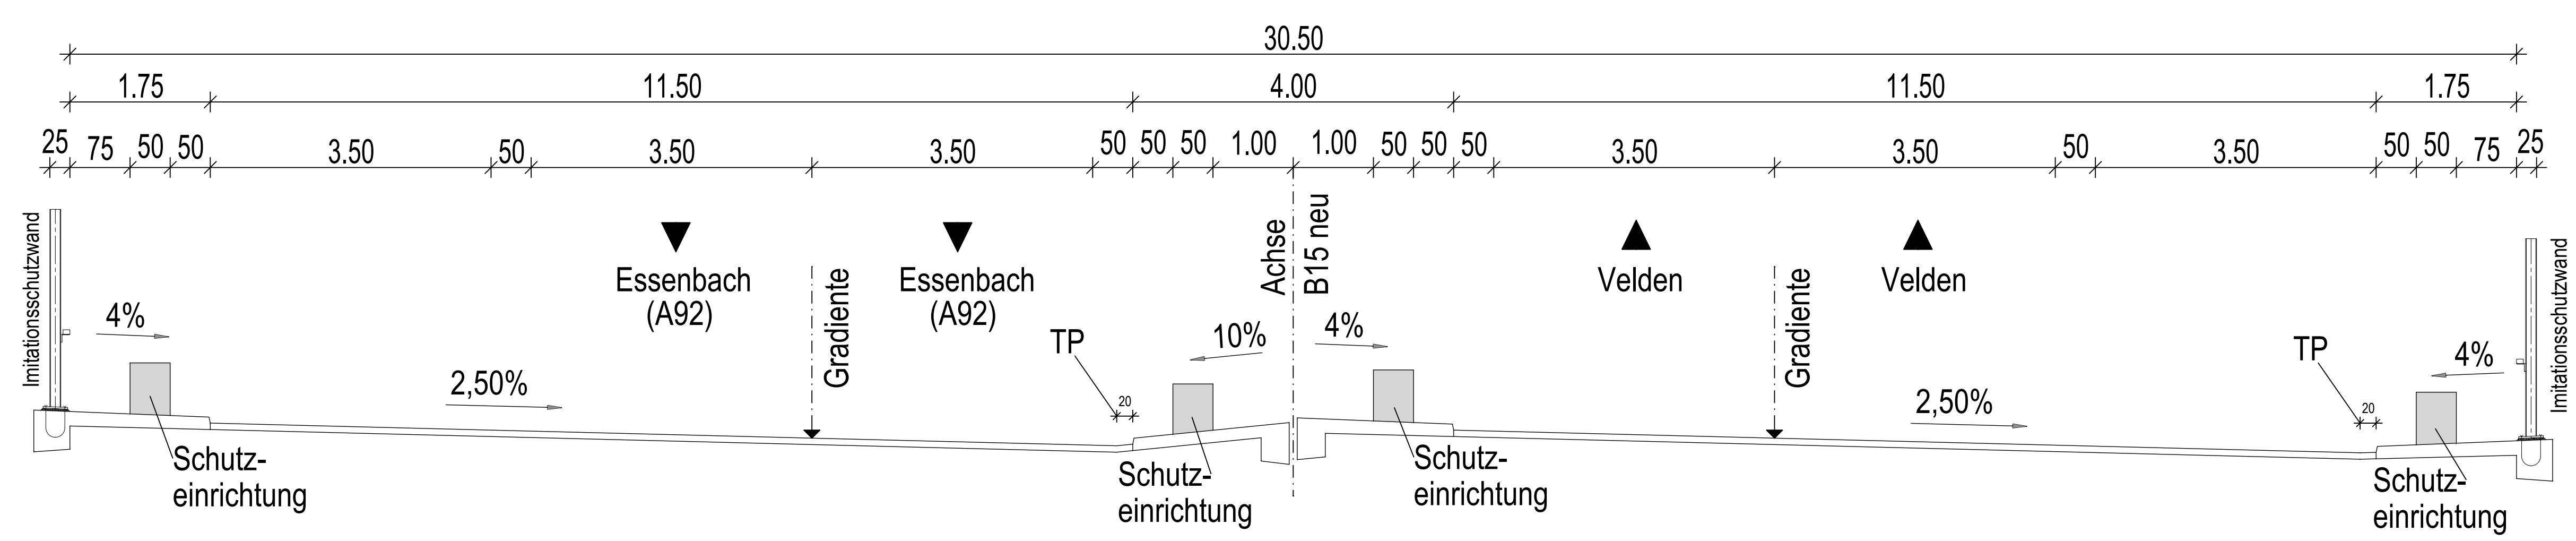 30.50
1.75 11.50 4.00 11.50 1.75
25 75 50 50 3.50 50 3.50 3.50 50 50 50 1.00 1.00 50 50 50 3.50 3.50 50 3.50 50 50 75 25
Imitationsschutzwand
4%
Schutz-
einrichtung
2,50%
Essenbach
(A92)
Gradiente
Essenbach
(A92)
TP
20
10%
Schutz-
einrichtung
Achse
B15 neu
4%
Schutz-
einrichtung
Velden
Gradiente
Velden
2,50%
TP
20
4%
Schutz-
einrichtung
Imitationsschutzwand